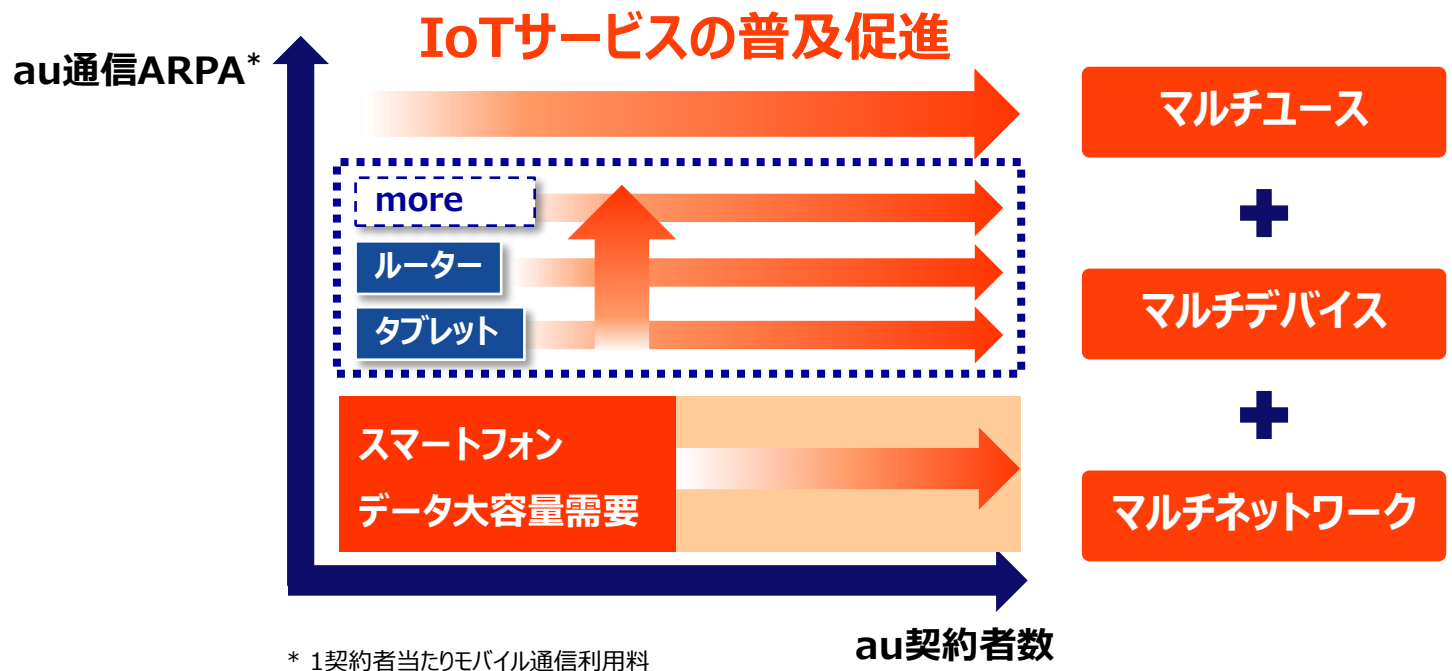 IoTサービスの普及促進
au通信ARPA*
マルチユース
more
ルーター
タブレット
マルチデバイス
スマートフォン
データ大容量需要
マルチネットワーク
au契約者数
* 1契約者当たりモバイル通信利用料